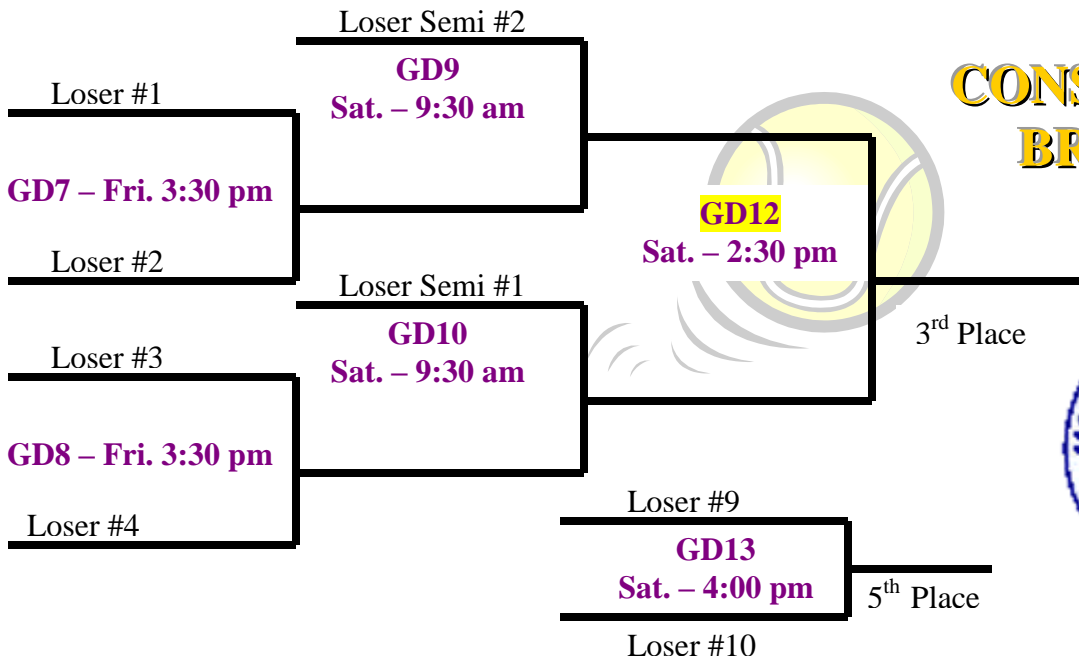 Loser Semi #2
GD9
Sat. – 9:30 am
Loser #1
GD7 – Fri. 3:30 pm
Loser #2
CONS
BR
GD12
Sat. – 2:30 pm
Loser Semi #1
GD10
Sat. – 9:30 am
3rd Place
Loser #3
GD8 – Fri. 3:30 pm
Loser #4
Loser #9
GD13
Sat. – 4:00 pm
5th Place
Loser #10